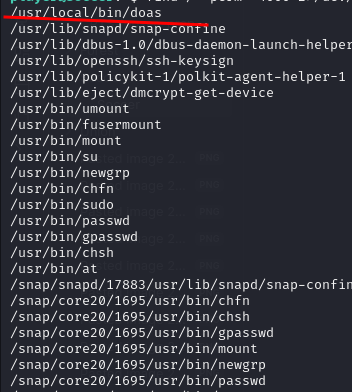 /usr/local/bin/doas
/usr/lib/snapd/snap-confine
/usr/lib/dbus-1.0/dbus-daemon-launch-helper
/usr/lib/openssh/ssh-keysign
/usr/lib/policykit-1/polkit-agent-helper-1
/usr/lib/eject/dmcrypt-get-device
/usr/bin/umount
/usr/bin/fusermount
/usr/bin/mount
/usr/bin/su
/usr/bin/newgrp
/usr/bin/chfn
/usr/bin/sudo
/usr/bin/passwd
/usr/bin/gpasswd
/usr/bin/chsh
/usr/bin/at
/snap/snapd/17883/usr/lib/snapd/snap-confin
/snap/core20/1695/usr/bin/chfn
/snap/core20/1695/usr/bin/chsh
/snap/core20/1695/usr/bin/gpasswd
/snap/core20/1695/usr/bin/mount
/snap/core20/1695/usr/bin/newgrp
/snap/core20/1695/usr/bin/passwd